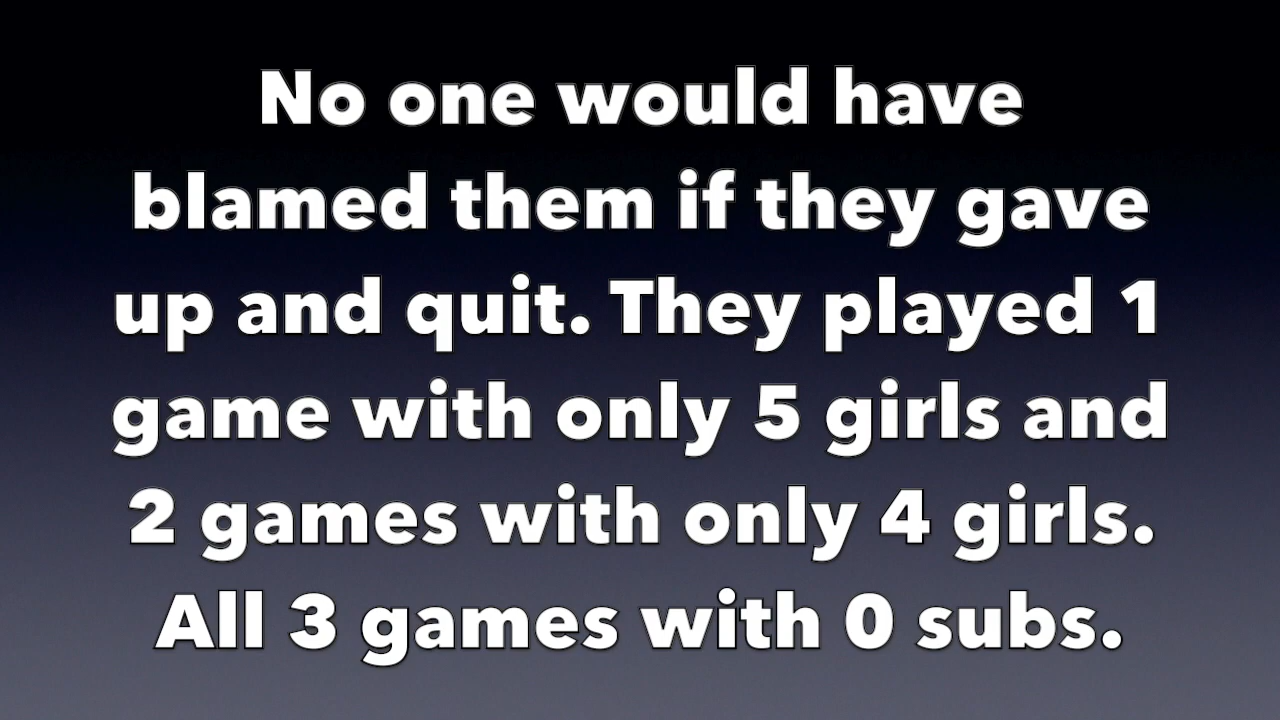 No one would have
blamed them if they gave
up and quit. They played 1
game with only 5 girls and
2 games with only 4 girls.
All 3 games with 0 subs.